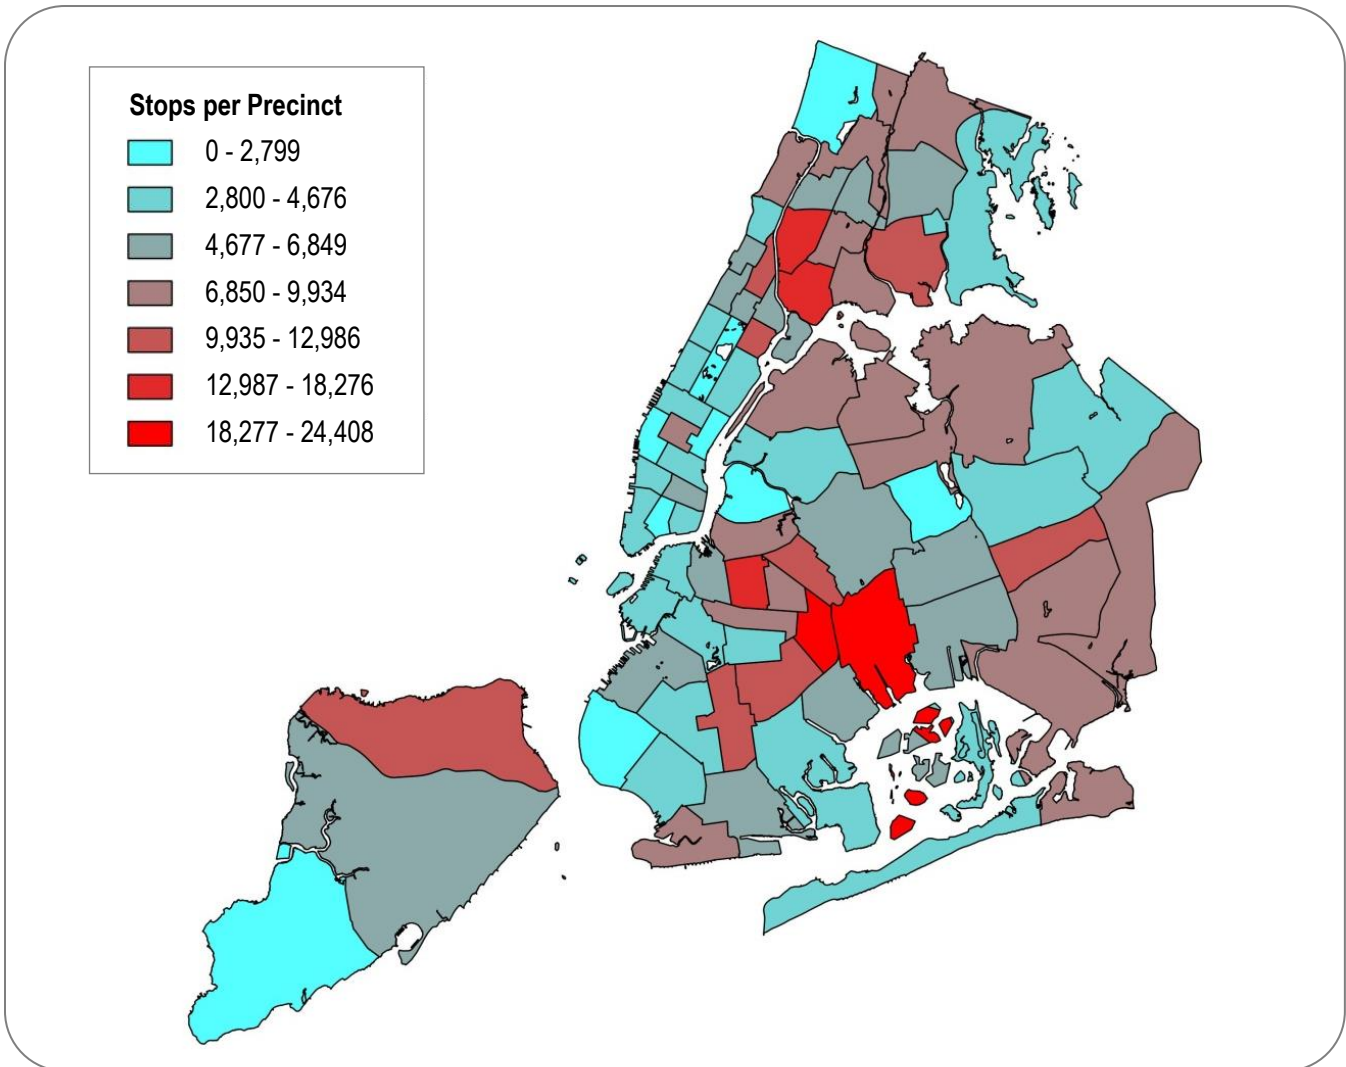 Stops per Precinct
0 - 2,799
2,800 - 4,676
4,677 - 6,849
6,850 - 9,934
9,935 - 12,986
12,987 - 18,276
18,277 - 24,408